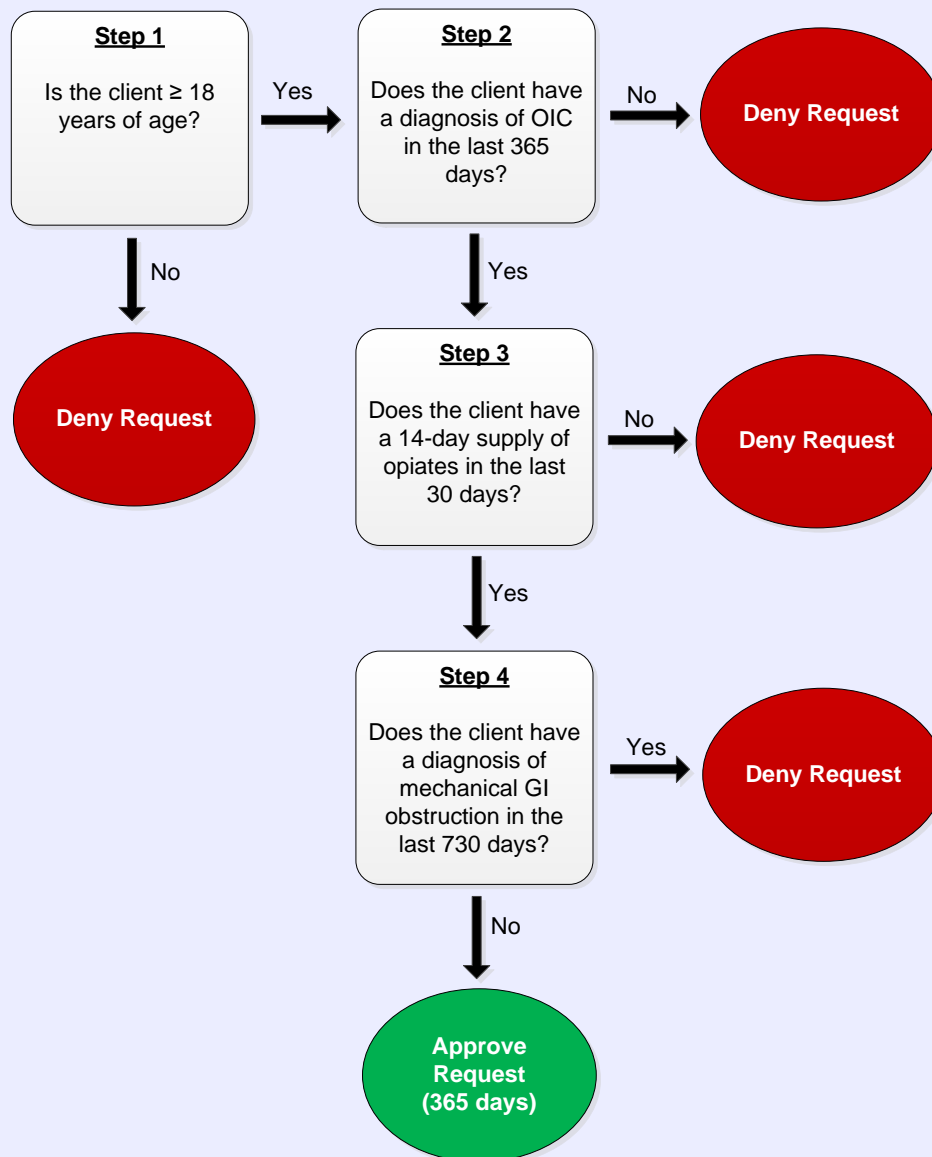 Step 1
Is the client ≥ 18
years of age?
Yes
Step 2
Does the client have
a diagnosis of OIC
in the last 365
days?
No
Deny Request
No
Deny Request
Yes
Step 3
Does the client have
a 14-day supply of
opiates in the last
30 days?
No
Deny Request
Yes
Step 4
Does the client have
a diagnosis of
mechanical GI
obstruction in the
last 730 days?
Yes
Deny Request
No
Approve
Request
(365 days)